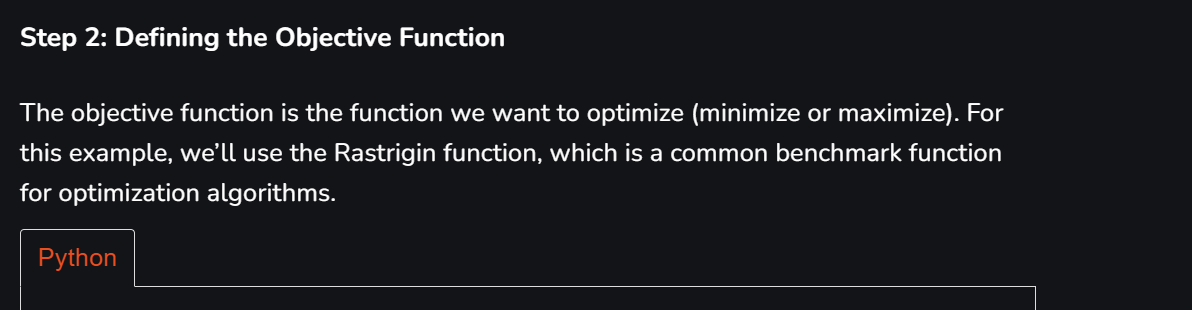 Step 2: Defining the Objective Function
The objective function is the function we want to optimize (minimize or maximize). For
this example, we’ll use the Rastrigin function, which is a common benchmark function
for optimization algorithms.
Python